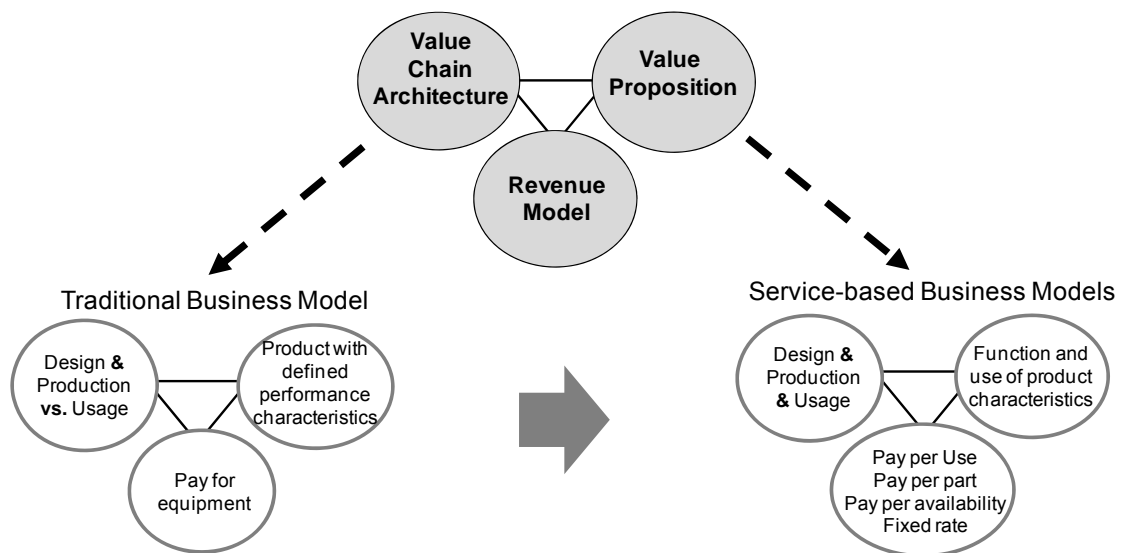 Value
Chain
Architecture
Value
Proposition
Revenue
Model
Traditional Business Model
Design & 
Production
vs. Usage
Product with
defined
performance
characteristics
Pay for
equipment
Service-based Business Models
Design &
Production
& Usage
Function and
use of product
characteristics
Pay per Use
Pay per part
Pay per availability
Fixed rate